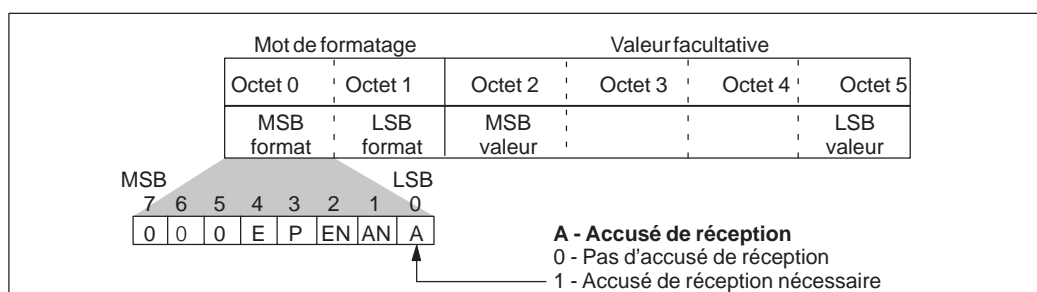 Mot de formatage Valeur facultative
Octet 0 Octet 1 Octet 2 Octet 3 Octet 4 Octet 5
MSB LSB MSB LSB
format format valeur valeur
MSB LSB
7 6 5 4 3 2 1 0
0 0 0 E P EN AN A
A - Accusé de réception
0 - Pas d'accusé de réception
1 - Accusé de réception nécessaire